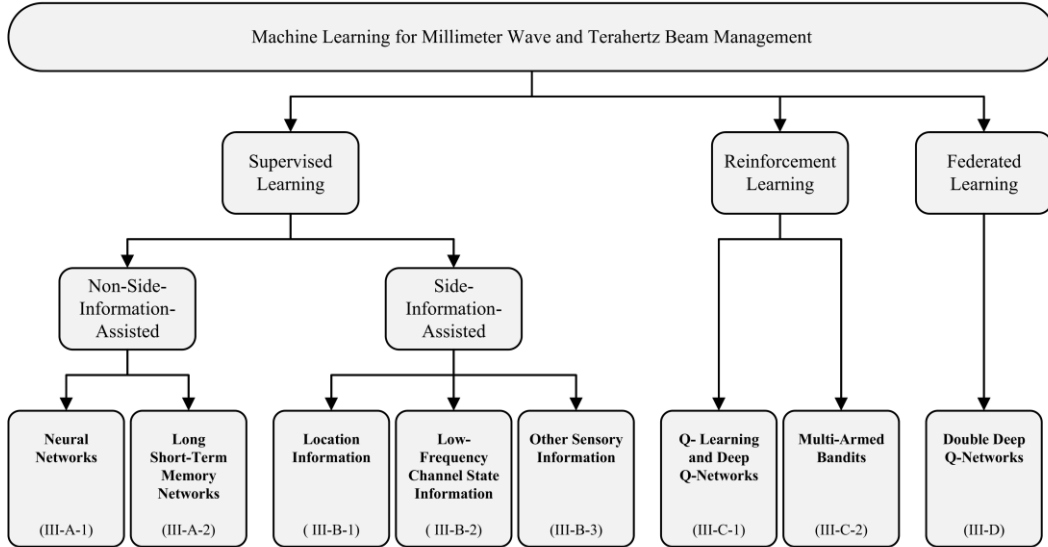 Machine Learning for Millimeter Wave and Terahertz Beam Management
Supervised
Learning
Reinforcement
Learning
Federated
Learning
Non-Side-
Information-
Assisted
Side-
Information-
Assisted
Neural
Networks
(III-A-1)
Long
Short-Term
Memory
Networks
(III-A-2)
Location
Information
( III-B-1)
Low-
Frequency
Channel State
Information
( III-B-2)
Other Sensory
Information
(III-B-3)
Q- Learning
and Deep
Q-Networks
(III-C-1)
Multi-Armed
Bandits
(III-C-2)
Double Deep
Q-Networks
(III-D)